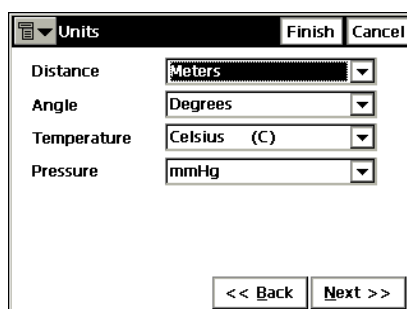 Units Finish Cancel
Distance Meters
Angle Degrees
Temperature Celsius (C)
Pressure mmHg
<< Back Next >>